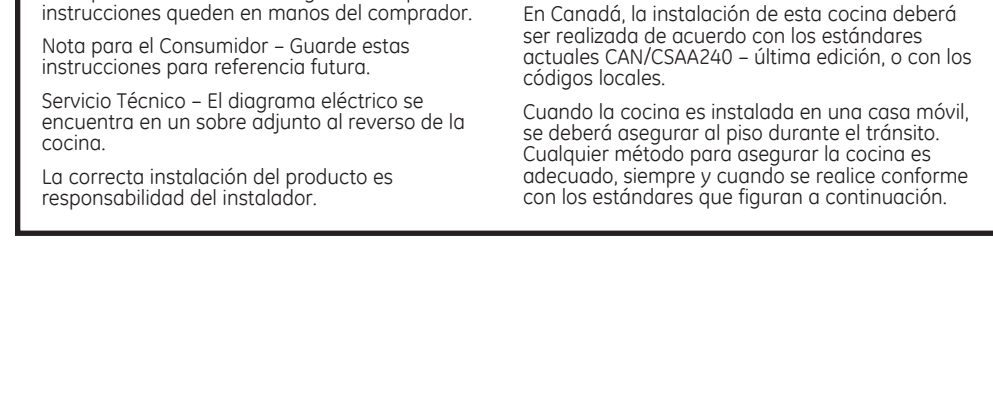 instrucciones queden en manos del comprador.
Nota para el Consumidor – Guarde estas
instrucciones para referencia futura.
Servicio Técnico – El diagrama eléctrico se
encuentra en un sobre adjunto al reverso de la
cocina.
La correcta instalación del producto es
responsabilidad del instalador.
En Canadá, la instalación de esta cocina deberá
ser realizada de acuerdo con los estándares
actuales CAN/CSAA240 – última edición, o con los
códigos locales.
Cuando la cocina es instalada en una casa móvil,
se deberá asegurar al piso durante el tránsito.
Cualquier método para asegurar la cocina es
adecuado, siempre y cuando se realice conforme
con los estándares que figuran a continuación.